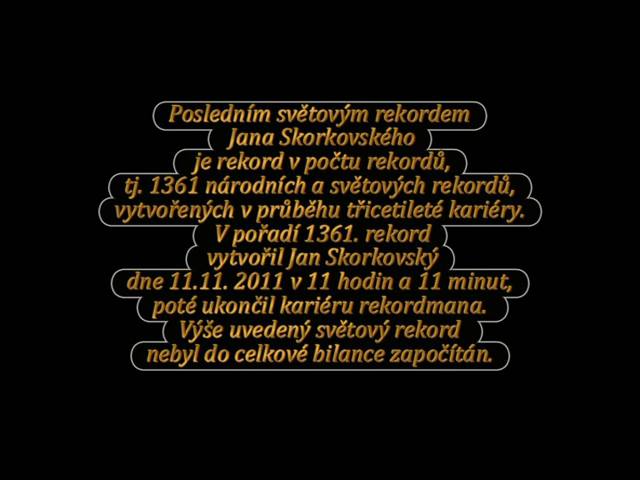 Posledním světovým rekordem
Jana Skorkovského
je rekord v počtu rekordů,
tj. 1361 národních a světových rekordů,
vytvořených v průběhu třicetileté kariéry.
V pořadí 1361. rekord
vytvořil Jan Skorkovský
dne 11.11. 2011 v 11 hodin a 11 minut,
poté ukončil kariéru rekordmana.
Výše uvedený světový rekord
nebyl do celkové bilance započítán.